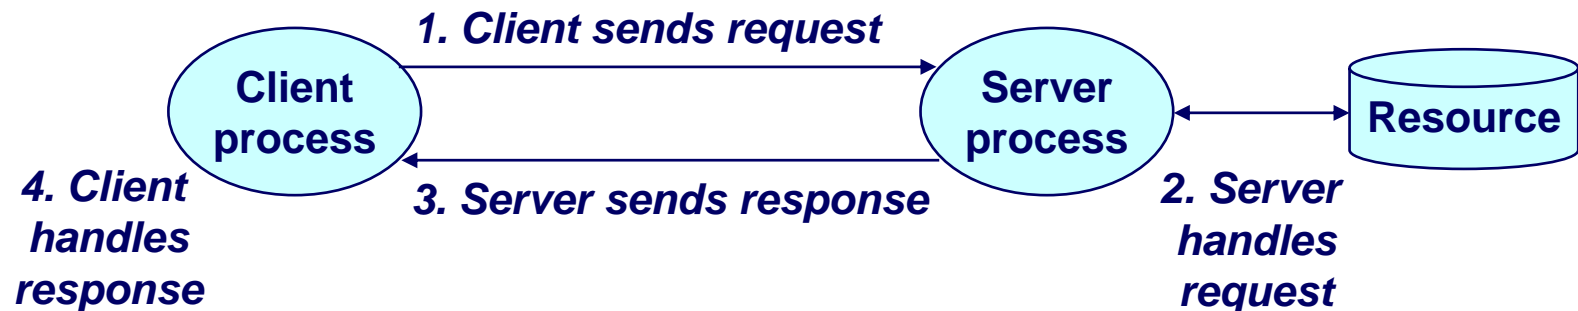 1. Client sends request
Client
process
Server
process
Resource
3. Server sends response
4. Client
handles
response
2. Server
handles
request